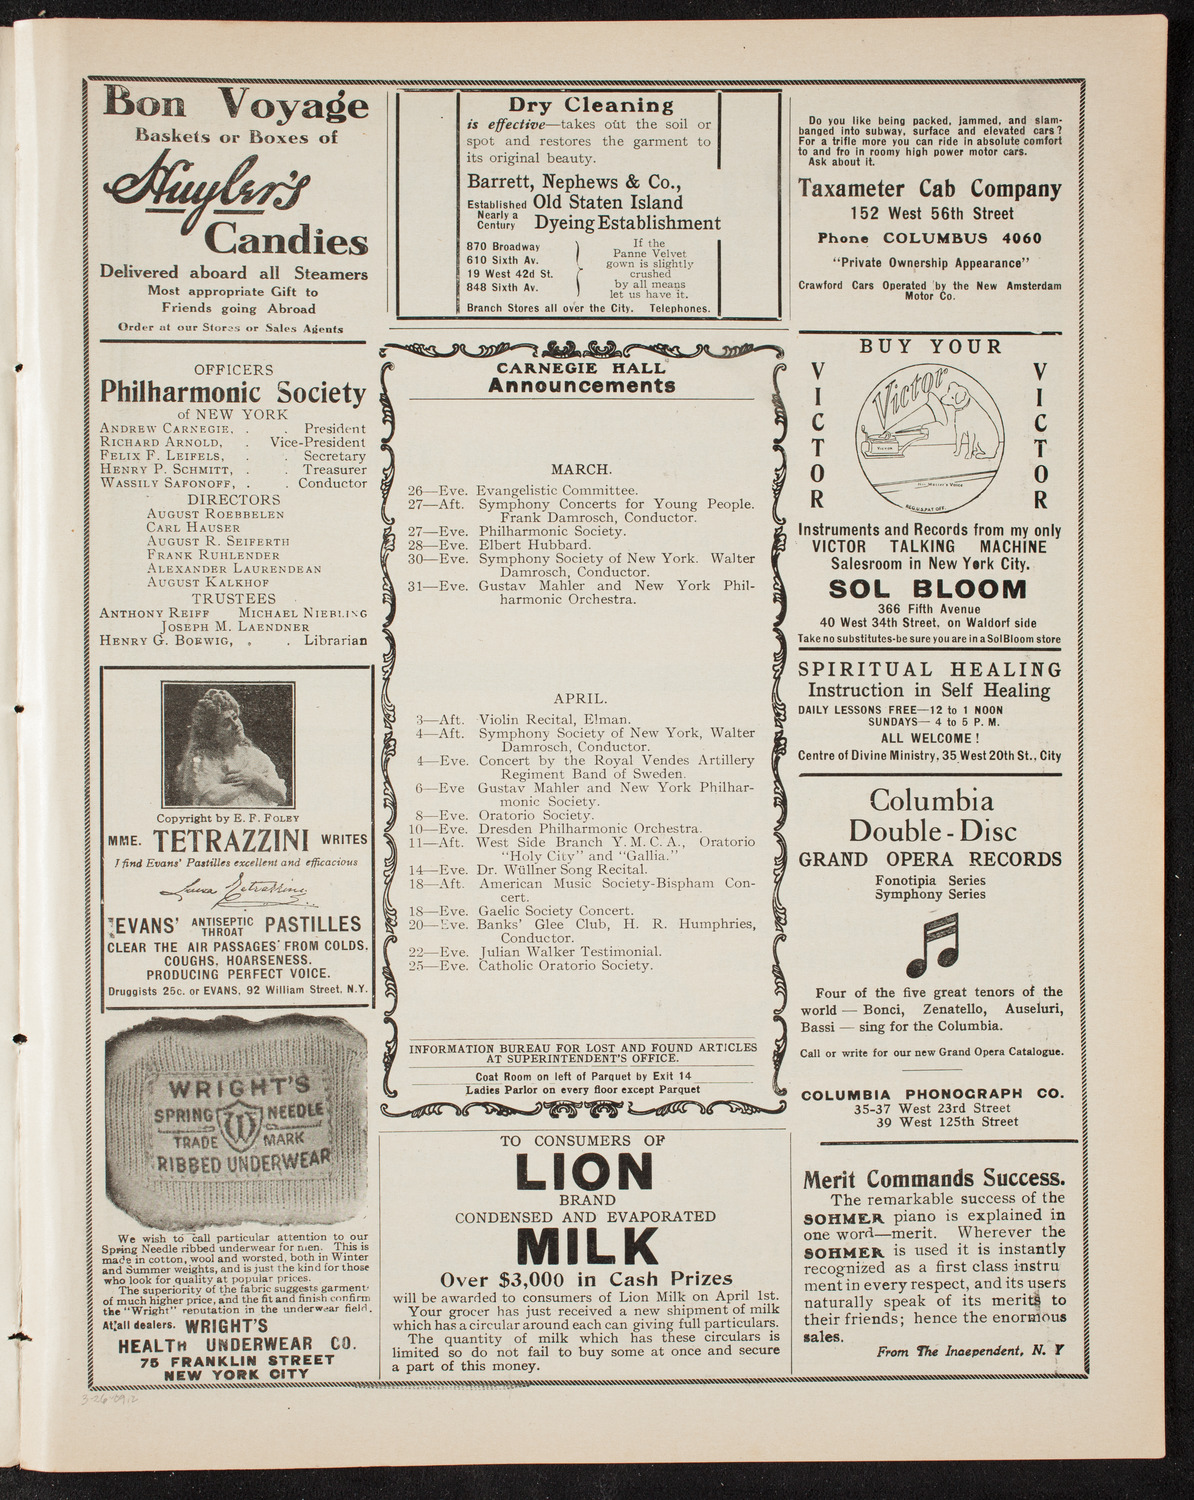 Bon Voyage
Baskets or Boxes of
Huyler's
Candies
Delivered aboard all Steamers
Most appropriate Gift to
Friends going Abroad
Order at our Stores or Sales Agents
OFFICERS
Philharmonic Society
of NEW YORK
ANDREW CARNEGIE, . . President
RICHARD ARNOLD, . Vice-President
FELIX F. LEIFELS, . . Secretary
HENRY P. SCHMITT, . . Treasurer
WASSILY SAFONOFF, . . Conductor
DIRECTORS
AUGUST ROEBBELEN
CARL HAUSER
AUGUST R. SEIFERTH
FRANK RUHLENDER
ALEXANDER LAURENDEAN
AUGUST KALKHOF
TRUSTEES
ANTHONY REIFF MICHAEL NIEBLING
JOSEPH M. LAENDNER
HENRY G. BOEWIG, . . Librarian
Copyright by E. F. FOLEY
MME. TETRAZZINI WRITES
I find Evans' Pastilles excellent and efficacious
Luisa Tetrazzini
EVANS' ANTISEPTIC THROAT PASTILLES
CLEAR THE AIR PASSAGES FROM COLDS,
COUGHS, HOARSENESS.
PRODUCING PERFECT VOICE.
Druggists 25c. or EVANS, 92 William Street, N.Y.
WRIGHT'S
SPRING W NEEDLE
TRADE MARK
RIBBED UNDERWEAR
We wish to call particular attention to our
Spring Needle ribbed underwear for men. This is
made in cotton, wool and worsted, both in Winter
and Summer weights, and is just the kind for those
who look for quality at popular prices.
The superiority of the fabric suggests garments
of much higher price, and the fit and finish confirm
the "Wright" reputation in the underwear field.
At all dealers. WRIGHT'S
HEALTH UNDERWEAR CO.
75 FRANKLIN STREET
NEW YORK CITY
3-26-09
Dry Cleaning
is effective—takes out the soil or
spot and restores the garment to
its original beauty.
Barrett, Nephews & Co.,
Established Nearly a Century
Old Staten Island
Dyeing Establishment
870 Broadway
610 Sixth Av.
19 West 42d St.
848 Sixth Av.
If the
Panne Velvet
gown is slightly
crushed
by all means
let us have it.
Branch Stores all over the City. Telephones.
CARNEGIE HALL
Announcements
MARCH.
26—Eve. Evangelistic Committee.
27—Aft. Symphony Concerts for Young People.
Frank Damrosch, Conductor.
27—Eve. Philharmonic Society.
28—Eve. Elbert Hubbard.
30—Eve. Symphony Society of New York. Walter
Damrosch, Conductor.
31—Eve. Gustav Mahler and New York Phil-
harmonic Orchestra.
APRIL.
3—Aft. Violin Recital, Elman.
4—Aft. Symphony Society of New York, Walter
Damrosch, Conductor.
4—Eve. Concert by the Royal Vendes Artillery
Regiment Band of Sweden.
6—Eve Gustav Mahler and New York Philhar-
monic Society.
8—Eve. Oratorio Society.
10—Eve. Dresden Philharmonic Orchestra.
11—Aft. West Side Branch Y. M. C. A., Oratorio
"Holy City" and "Gallia."
14—Eve. Dr. Wüllner Song Recital.
18—Aft. American Music Society-Bispham Con-
cert.
18—Eve. Gaelic Society Concert.
20—Eve. Banks' Glee Club, H. R. Humphries,
Conductor.
22—Eve. Julian Walker Testimonial.
25—Eve. Catholic Oratorio Society.
INFORMATION BUREAU FOR LOST AND FOUND ARTICLES
AT SUPERINTENDENT'S OFFICE.
Coat Room on left of Parquet by Exit 14
Ladies Parlor on every floor except Parquet
TO CONSUMERS OF
LION
BRAND
CONDENSED AND EVAPORATED
MILK
Over $3,000 in Cash Prizes
will be awarded to consumers of Lion Milk on April 1st.
Your grocer has just received a new shipment of milk
which has a circular around each can giving full particulars.
The quantity of milk which has these circulars is
limited so do not fail to buy some at once and secure
a part of this money.
Do you like being packed, jammed, and slam-
banged into subway, surface and elevated cars?
For a trifle more you can ride in absolute comfort
to and fro in roomy high power motor cars.
Ask about it.
Taxameter Cab Company
152 West 56th Street
Phone COLUMBUS 4060
"Private Ownership Appearance"
Crawford Cars Operated by the New Amsterdam
Motor Co.
BUY YOUR
VICTOR
Victor
VICTOR
His Master's Voice
REG. U.S. PAT. OFF.
VICTOR
Instruments and Records from my only
VICTOR TALKING MACHINE
Salesroom in New York City.
SOL BLOOM
366 Fifth Avenue
40 West 34th Street, on Waldorf side
Take no substitutes-be sure you are in a Sol Bloom store
SPIRITUAL HEALING
Instruction in Self Healing
DAILY LESSONS FREE—12 to 1 NOON
SUNDAYS— 4 to 5 P. M.
ALL WELCOME!
Centre of Divine Ministry, 35 West 20th St., City
Columbia
Double-Disc
GRAND OPERA RECORDS
Fonotipia Series
Symphony Series
Four of the five great tenors of the
world — Bonci, Zenatello, Auseluri,
Bassi — sing for the Columbia.
Call or write for our new Grand Opera Catalogue.
COLUMBIA PHONOGRAPH CO.
35-37 West 23rd Street
39 West 125th Street
Merit Commands Success.
The remarkable success of the
SOHMER piano is explained in
one word—merit. Wherever the
SOHMER is used it is instantly
recognized as a first class instru
ment in every respect, and its users
naturally speak of its merits to
their friends; hence the enormous
sales.
From The Independent, N. Y